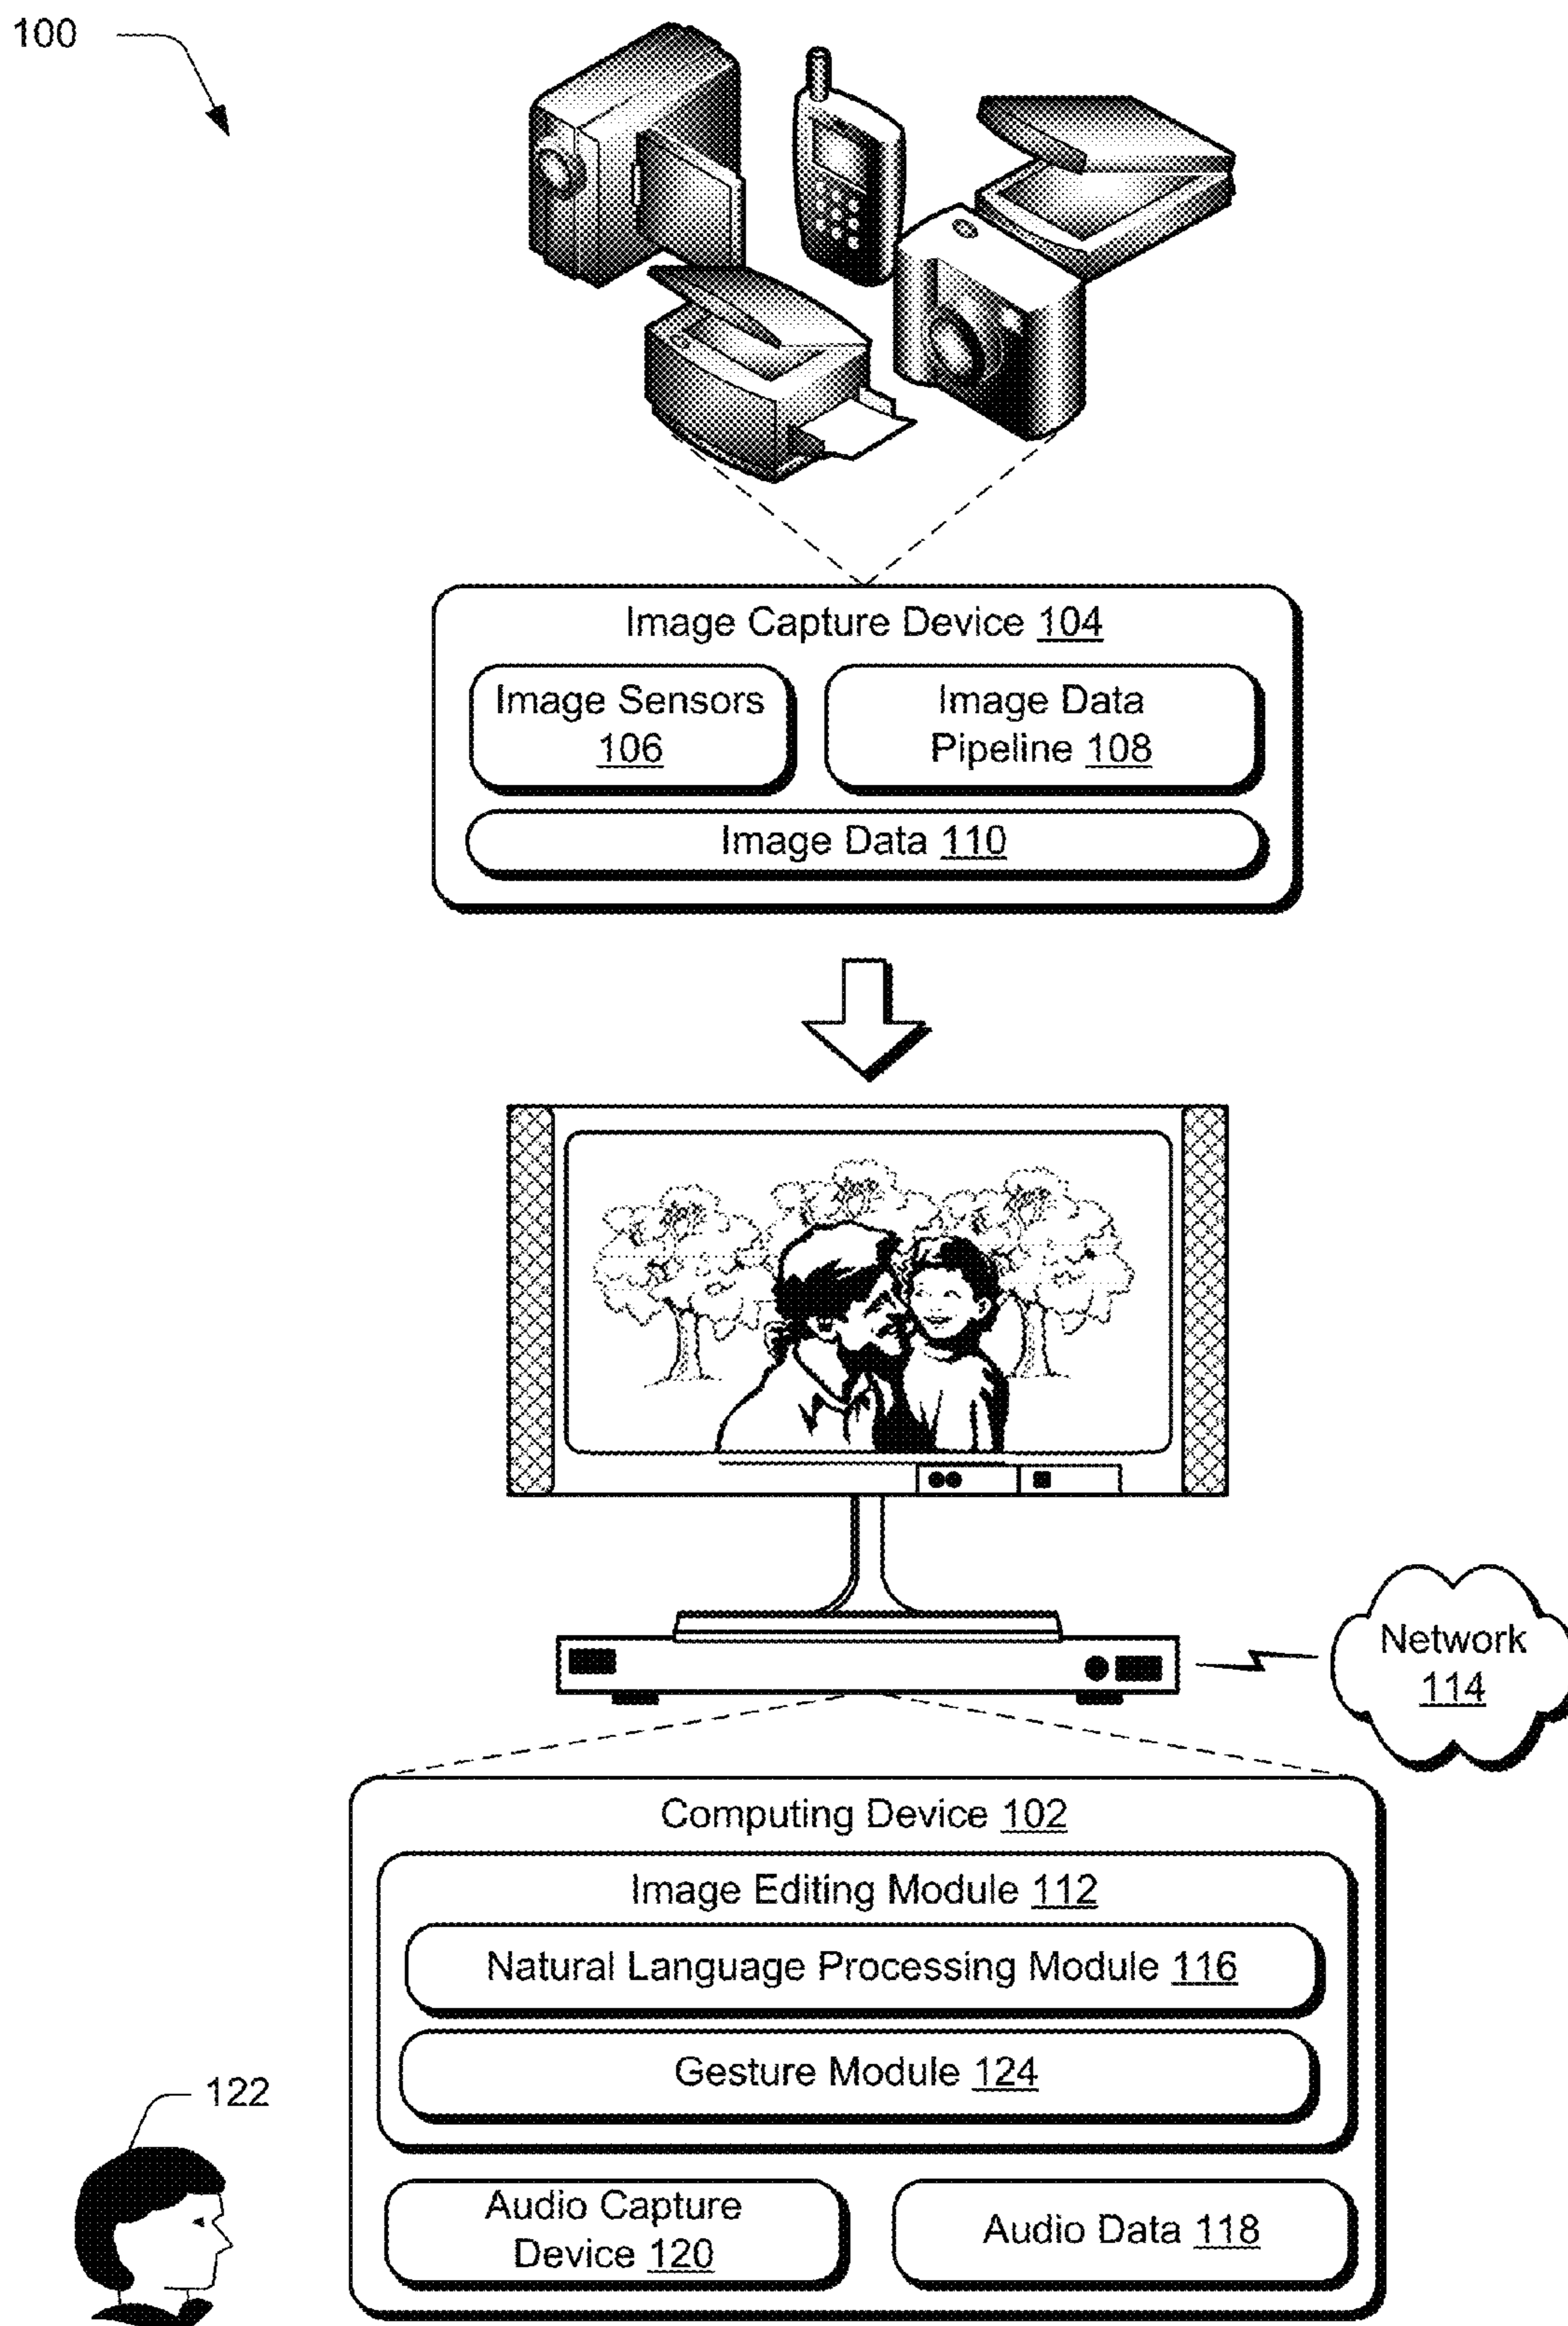 100
Image Capture Device 104
Image Sensors
106
Image Data
Pipeline 108
Image Data 110
Network
114
Computing Device 102
Image Editing Module 112
Natural Language Processing Module 116
Gesture Module 124
122
Audio Capture
Device 120
Audio Data 118